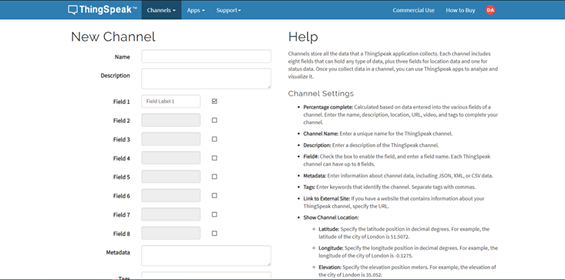 ThingSpeak™ Channels Apps Support Commercial Use How to Buy DA
New Channel
Name
Description
Field 1 Field Label 1
Field 2
Field 3
Field 4
Field 5
Field 6
Field 7
Field 8
Metadata
Tags
Help
Channels store all the data that a ThingSpeak application collects. Each channel includes
eight fields that can hold any type of data, plus three fields for location data and one for
status data. Once you collect data in a channel, you can use ThingSpeak apps to analyze and
visualize it.
Channel Settings
• Percentage complete: Calculated based on data entered into the various fields of a
channel. Enter the name, description, location, URL, video, and tags to complete your
channel.
• Channel Name: Enter a unique name for the ThingSpeak channel.
• Description: Enter a description of the ThingSpeak channel.
• Field#: Check the box to enable the field, and enter a field name. Each ThingSpeak
channel can have up to 8 fields.
• Metadata: Enter information about channel data, including JSON, XML, or CSV data.
• Tags: Enter keywords that identify the channel. Separate tags with commas.
• Link to External Site: If you have a website that contains information about your
ThingSpeak channel, specify the URL.
• Show Channel Location:
◦ Latitude: Specify the latitude position in decimal degrees. For example, the
latitude of the city of London is 51.5072.
◦ Longitude: Specify the longitude position in decimal degrees. For example, the
longitude of the city of London is -0.1275.
◦ Elevation: Specify the elevation position meters. For example, the elevation of
the city of London is 35.052.